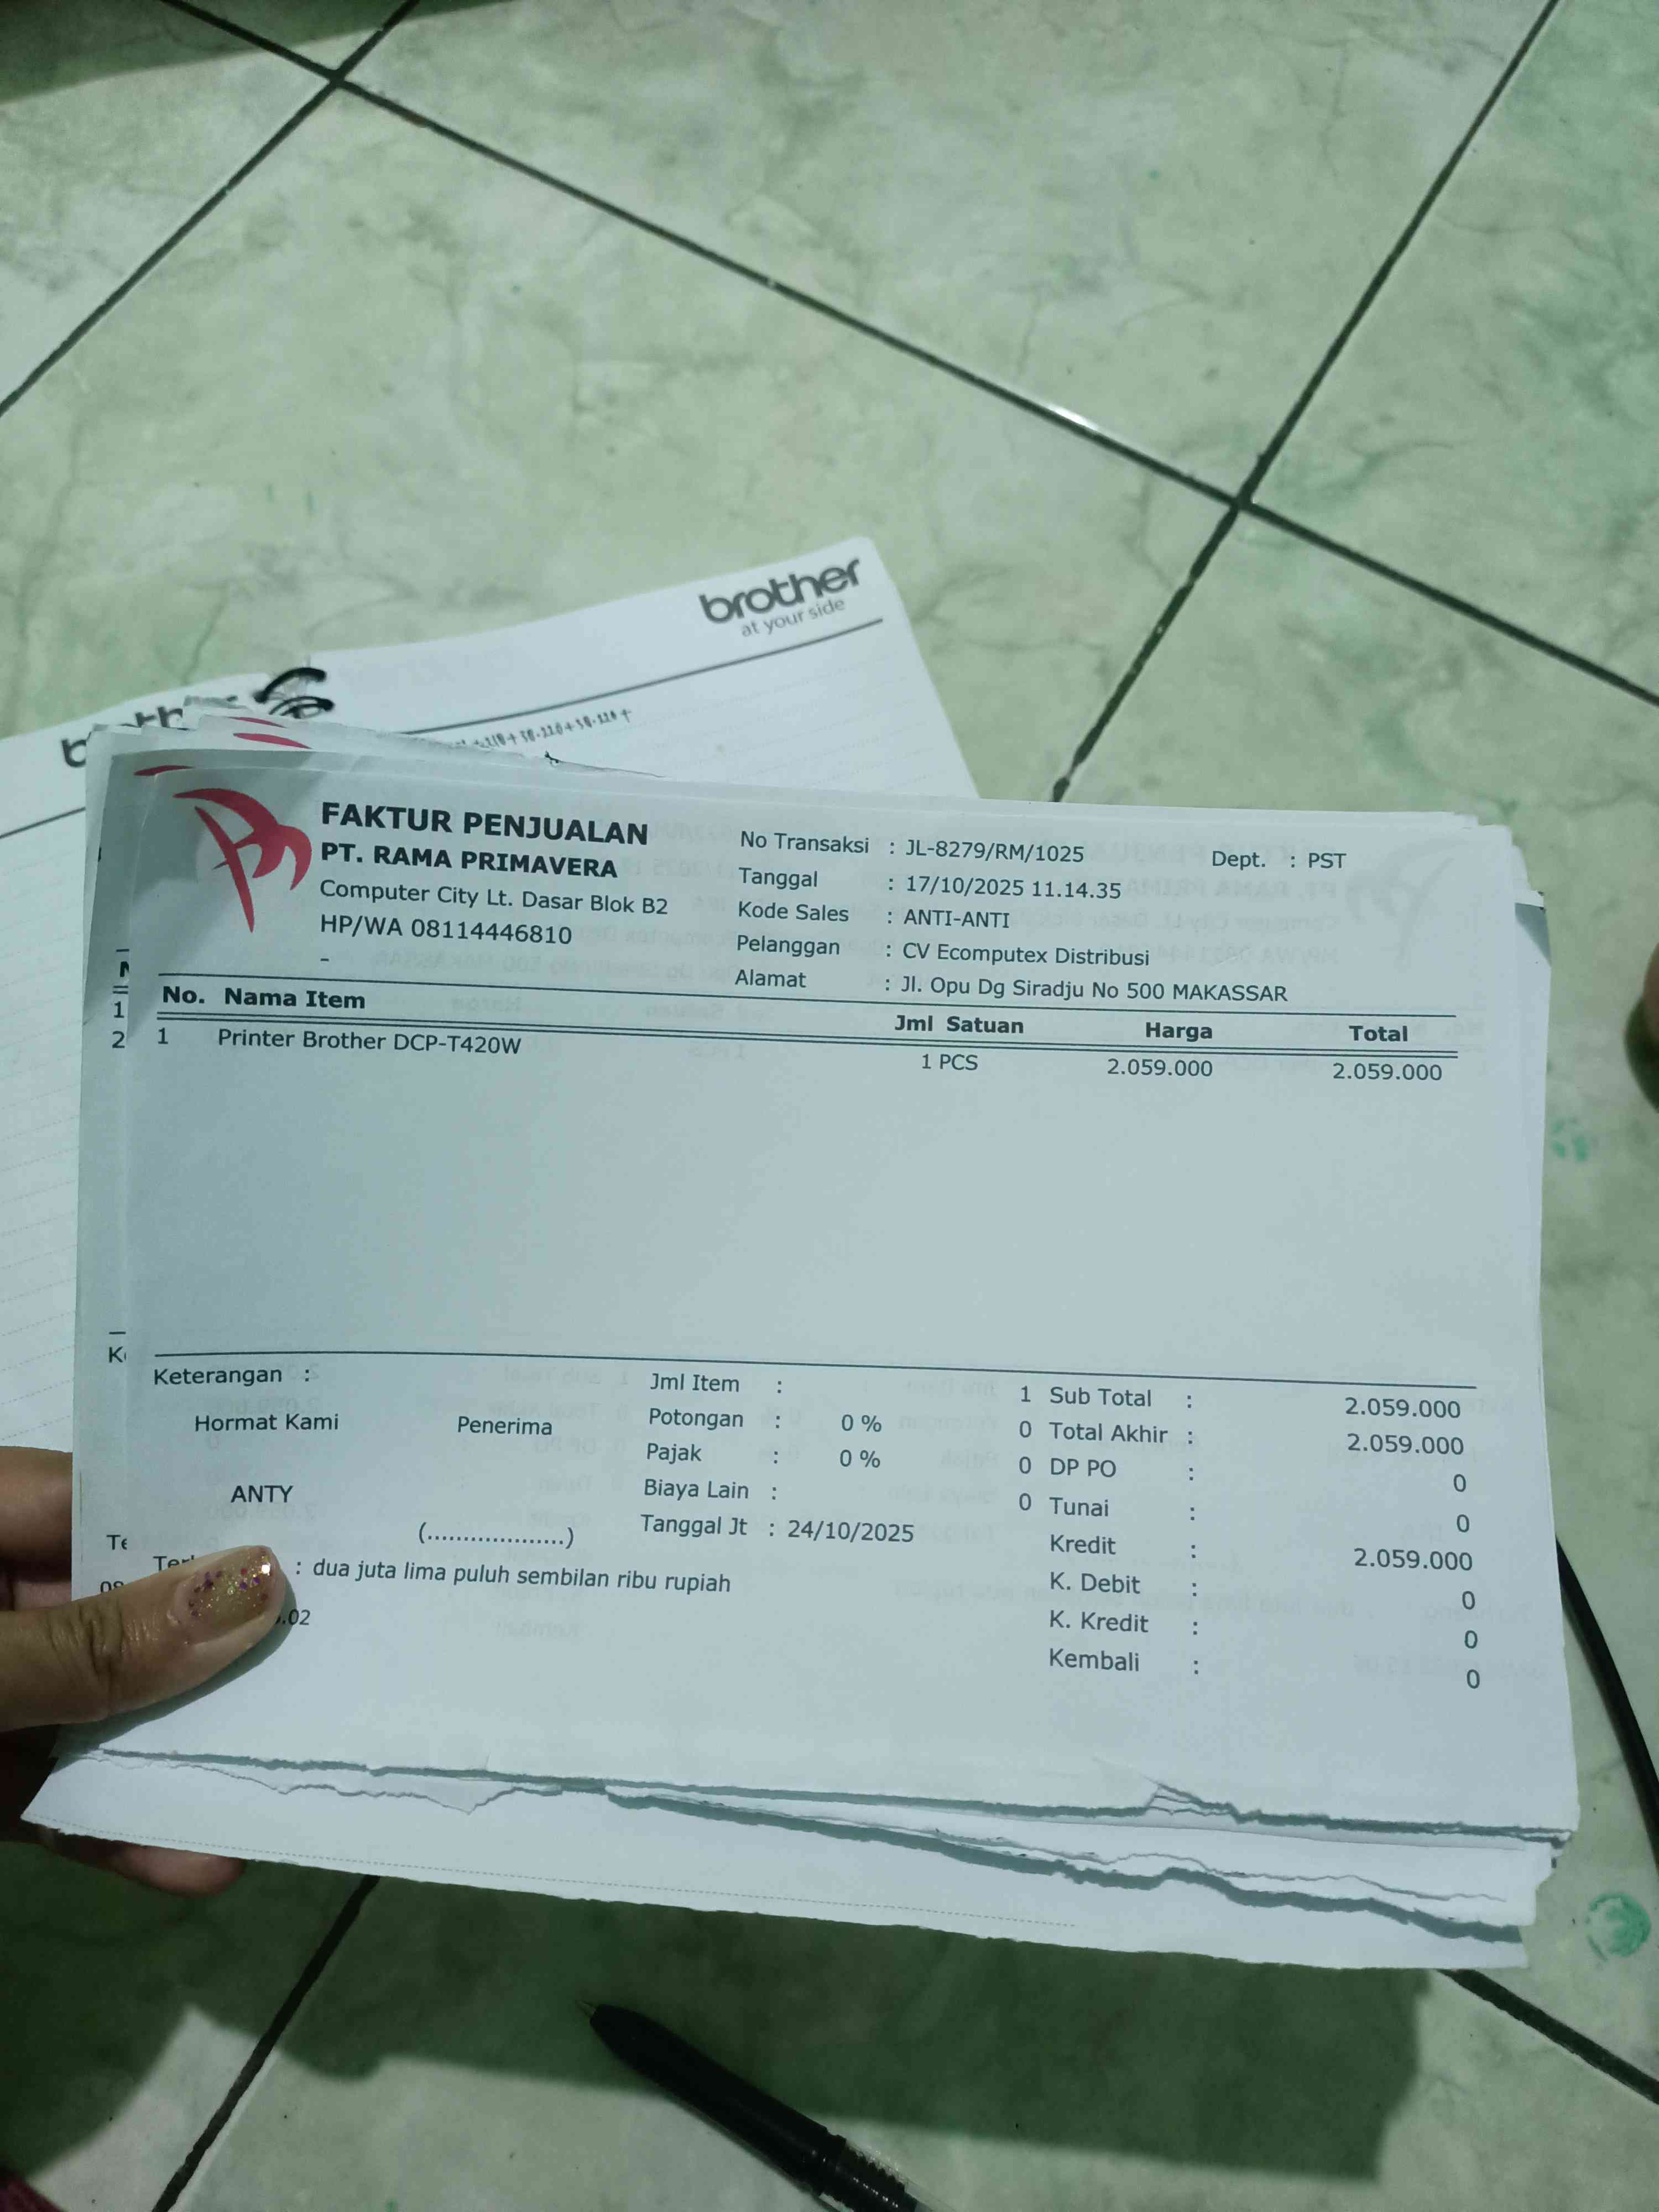 brother
at your side
FAKTUR PENJUALAN
PT. RAMA PRIMAVERA
Computer City Lt. Dasar Blok B2
HP/WA 08114446810
-
No Transaksi : JL-8279/RM/1025 Dept. : PST
Tanggal : 17/10/2025 11.14.35
Kode Sales : ANTI-ANTI
Pelanggan : CV Ecomputex Distribusi
Alamat : Jl. Opu Dg Siradju No 500 MAKASSAR
No. Nama Item Jml Satuan Harga Total
1 Printer Brother DCP-T420W 1 PCS 2.059.000 2.059.000
Keterangan :
Hormat Kami Penerima
ANTY
(..................)
Jml Item : 1
Potongan : 0 % 0
Pajak : 0 % 0
Biaya Lain : 0
Tanggal Jt : 24/10/2025
Sub Total : 2.059.000
Total Akhir : 2.059.000
DP PO : 0
Tunai : 0
Kredit : 2.059.000
K. Debit : 0
K. Kredit : 0
Kembali : 0
: dua juta lima puluh sembilan ribu rupiah
.02